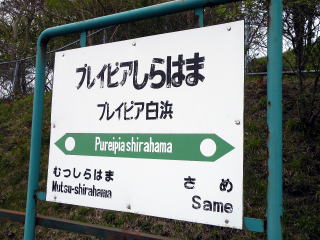 プレイピアしらはま
プレイピア白浜
Pureipia shirahama
むつしらはま さめ
Mutsu-shirahama Same